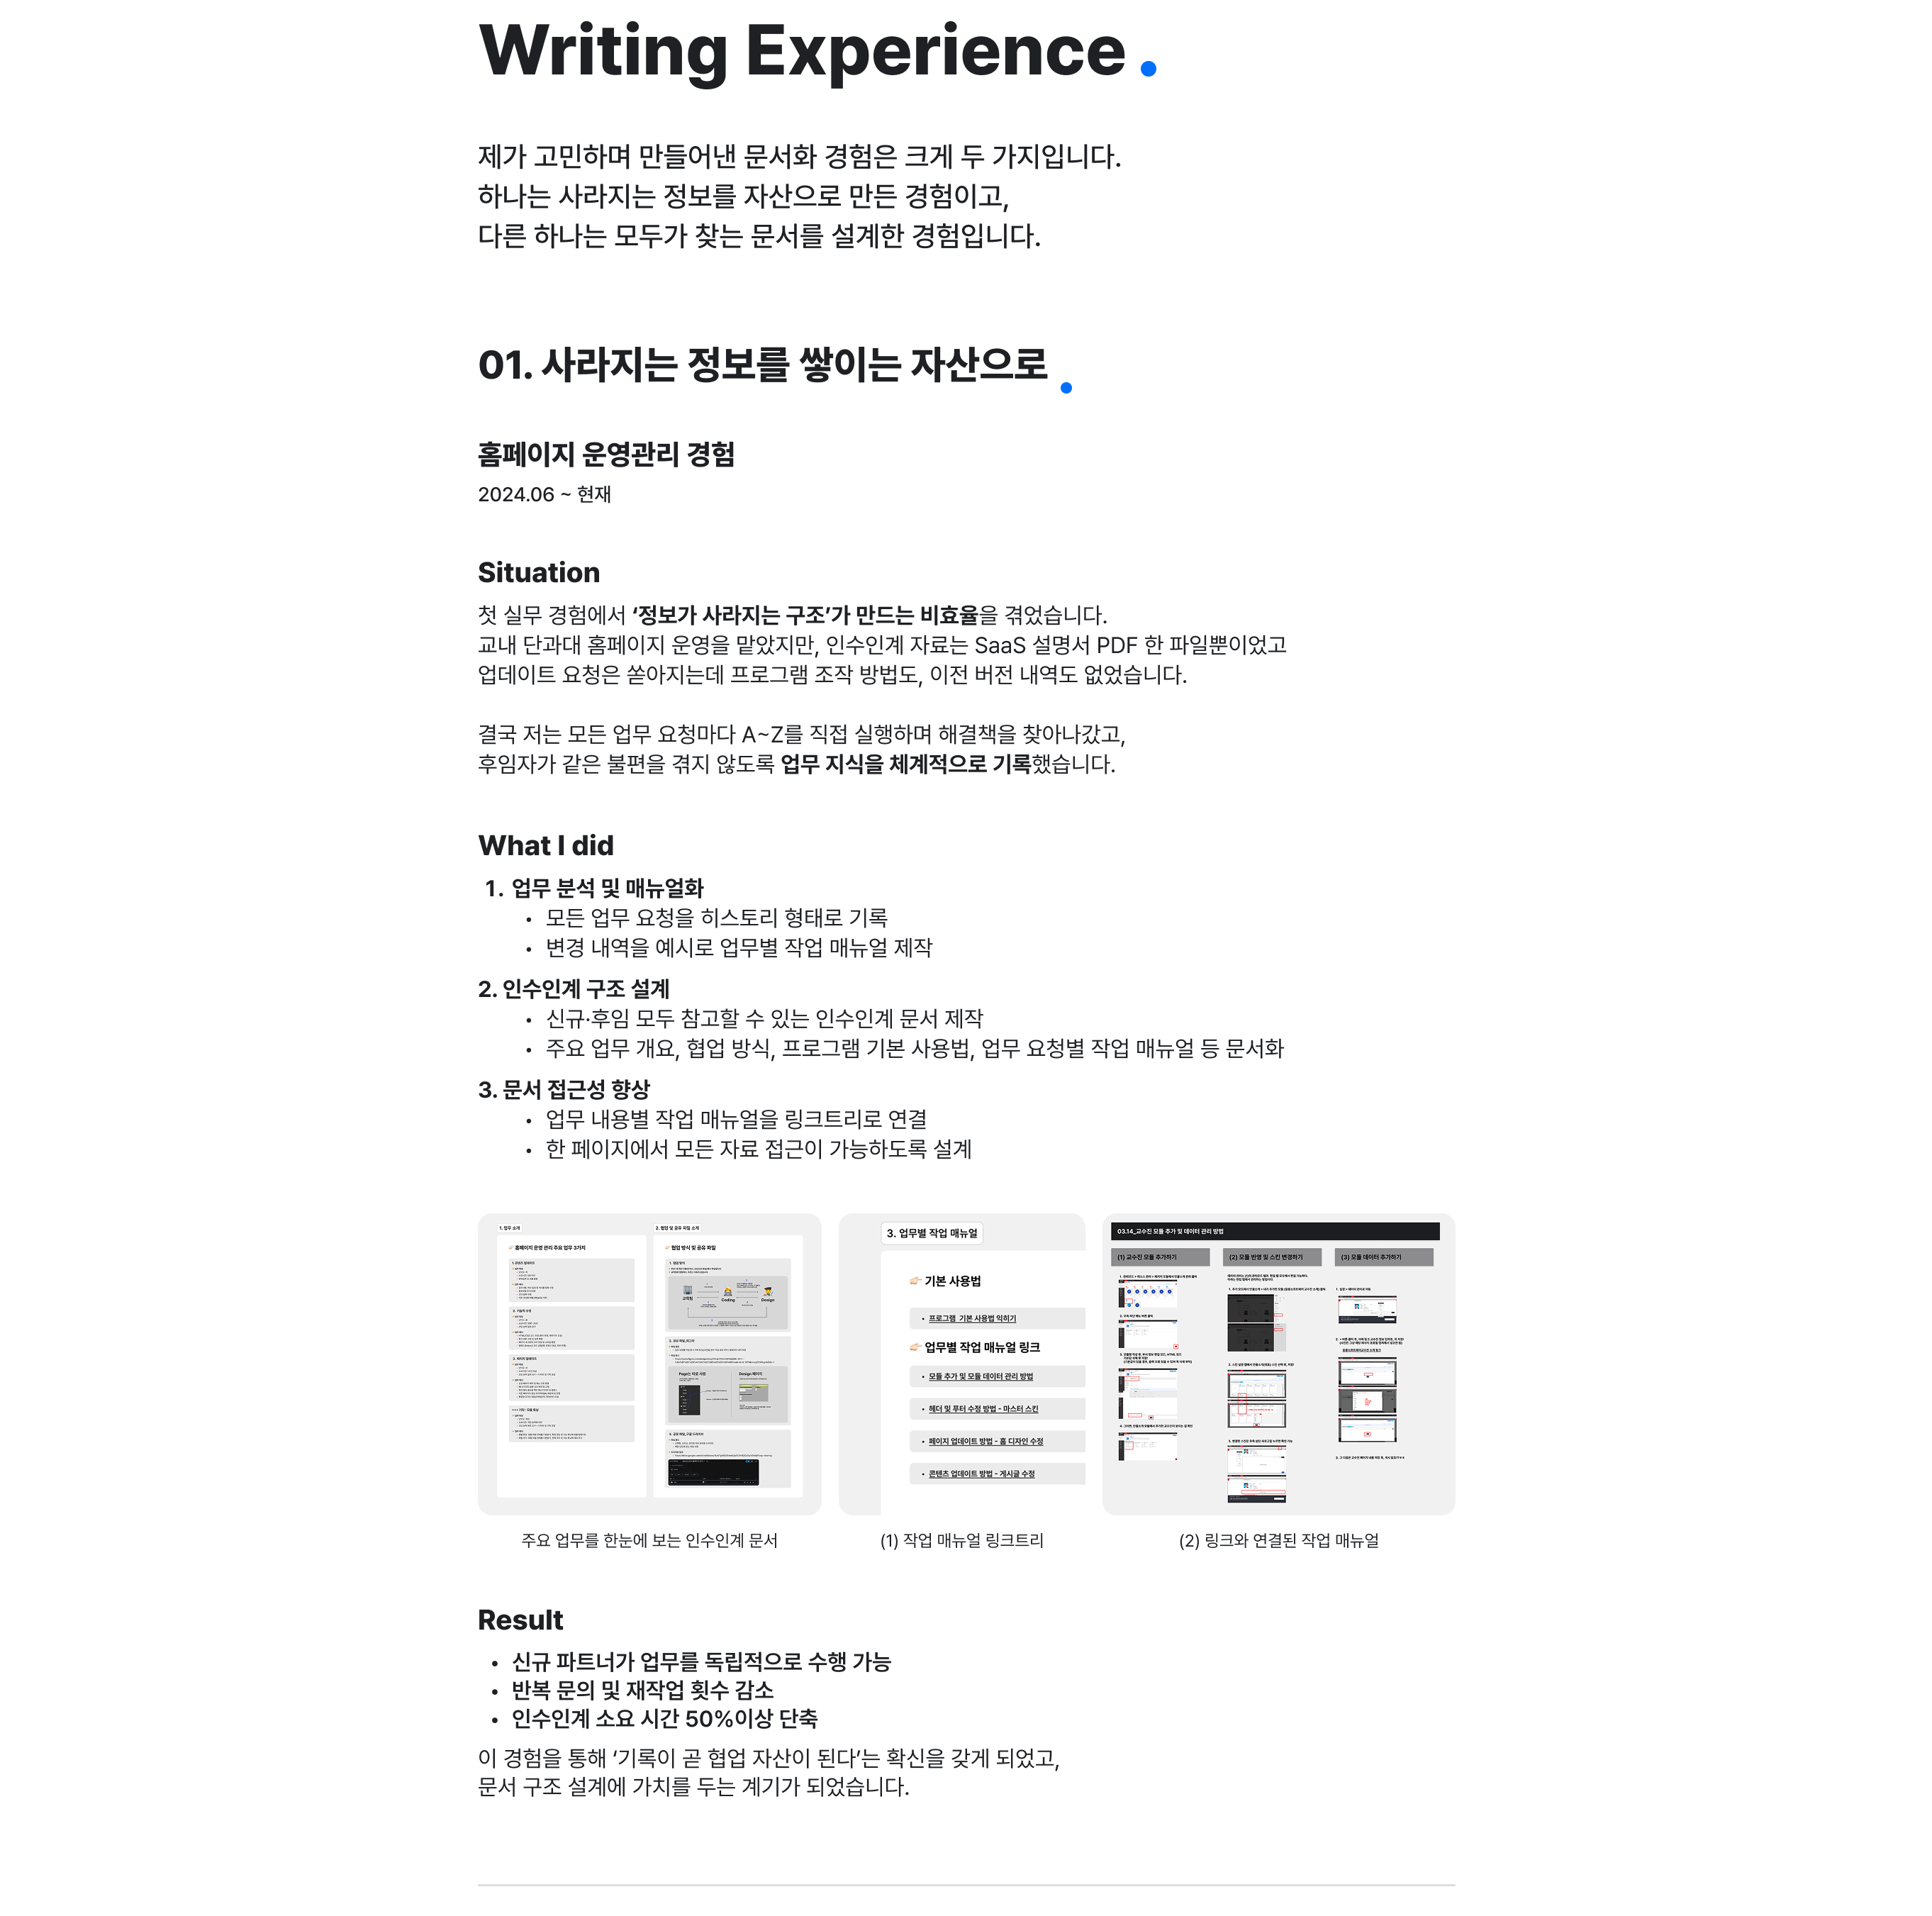 Writing Experience
제가 고민하며 만들어낸 문서화 경험은 크게 두 가지입니다.
하나는 사라지는 정보를 자산으로 만든 경험이고,
다른 하나는 모두가 찾는 문서를 설계한 경험입니다.
01. 사라지는 정보를 쌓이는 자산으로
홈페이지 운영관리 경험
2024.06 ~ 현재
Situation
첫 실무 경험에서 ‘정보가 사라지는 구조’가 만드는 비효율을 겪었습니다.
교내 단과대 홈페이지 운영을 맡았지만, 인수인계 자료는 SaaS 설명서 PDF 한 파일뿐이었고
업데이트 요청은 쏟아지는데 프로그램 조작 방법도, 이전 버전 내역도 없었습니다.
결국 저는 모든 업무 요청마다 A~Z를 직접 실행하며 해결책을 찾아나갔고,
후임자가 같은 불편을 겪지 않도록 업무 지식을 체계적으로 기록했습니다.
What I did
1. 업무 분석 및 매뉴얼화
• 모든 업무 요청을 히스토리 형태로 기록
• 변경 내역을 예시로 업무별 작업 매뉴얼 제작
2. 인수인계 구조 설계
• 신규·후임 모두 참고할 수 있는 인수인계 문서 제작
• 주요 업무 개요, 협업 방식, 프로그램 기본 사용법, 업무 요청별 작업 매뉴얼 등 문서화
3. 문서 접근성 향상
• 업무 내용별 작업 매뉴얼을 링크트리로 연결
• 한 페이지에서 모든 자료 접근이 가능하도록 설계
1. 업무 소개
홈페이지 운영 관리 주요 업무 3가지
2. 협업 및 공유 파일 소개
협업 방식 및 공유 파일
Coding
Design
3. 업무별 작업 매뉴얼
기본 사용법
• 프로그램 기본 사용법 익히기
업무별 작업 매뉴얼 링크
• 모듈 추가 및 모듈 데이터 관리 방법
• 헤더 및 푸터 수정 방법 - 마스터 스킨
• 페이지 업데이트 방법 - 홈 디자인 수정
• 콘텐츠 업데이트 방법 - 게시글 수정
03.14_교수진 모듈 추가 및 데이터 관리 방법
(1) 교수진 모듈 추가하기
(2) 모듈 반영 및 스킨 변경하기
(3) 모듈 데이터 추가하기
주요 업무를 한눈에 보는 인수인계 문서
(1) 작업 매뉴얼 링크트리
(2) 링크와 연결된 작업 매뉴얼
Result
• 신규 파트너가 업무를 독립적으로 수행 가능
• 반복 문의 및 재작업 횟수 감소
• 인수인계 소요 시간 50%이상 단축
이 경험을 통해 ‘기록이 곧 협업 자산이 된다’는 확신을 갖게 되었고,
문서 구조 설계에 가치를 두는 계기가 되었습니다.